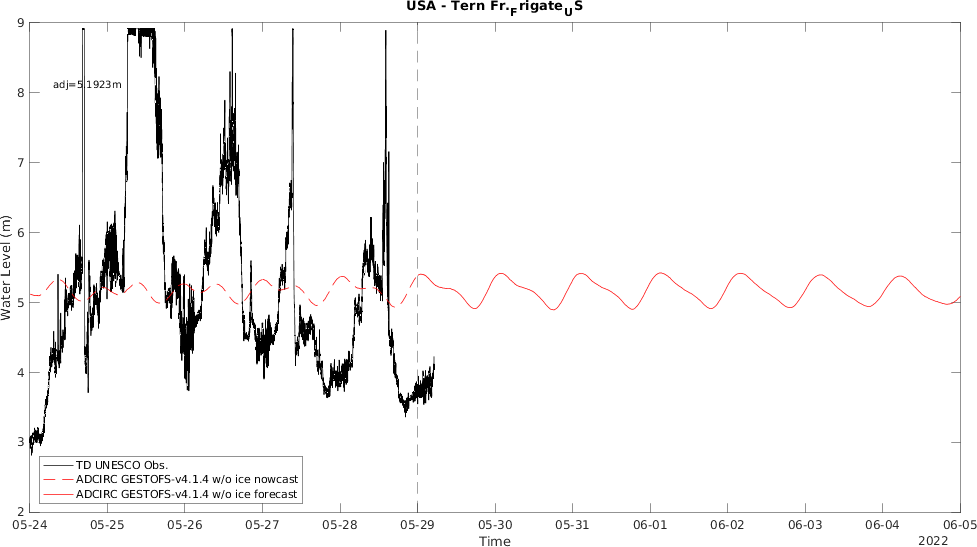 USA - Tern Fr.FrigateUS
9
8
7
6
5
4
3
2
Water Level (m)
adj=5.1923m
TD UNESCO Obs.
ADCIRC GESTOFS-v4.1.4 w/o ice nowcast
ADCIRC GESTOFS-v4.1.4 w/o ice forecast
05-24 05-25 05-26 05-27 05-28 05-29 05-30 05-31 06-01 06-02 06-03 06-04 06-05
Time
2022